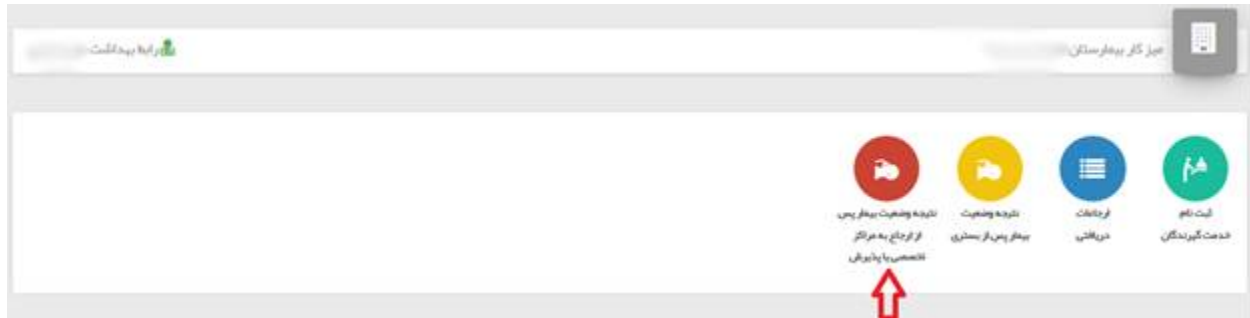 میز کار بیمارستان
رابط بهداشت
ثبت نام
خدمت گیرندگان
ارجاعات
دریافتی
نتیجه وضعیت
بیمار پس از بستری
نتیجه وضعیت بیمار پس
از ارجاع به مراکز
تخصصی یا پذیرش